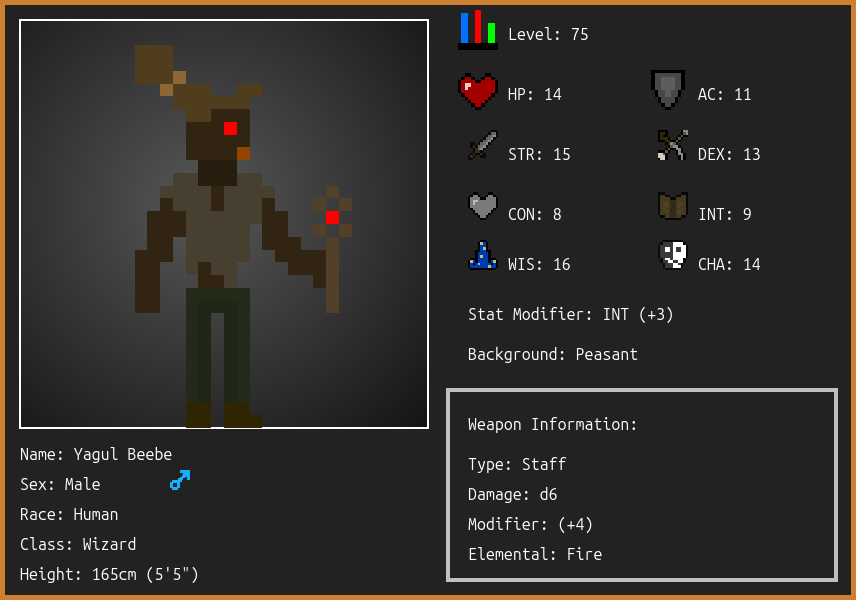 Level: 75
HP: 14
AC: 11
STR: 15
DEX: 13
CON: 8
INT: 9
WIS: 16
CHA: 14
Stat Modifier: INT (+3)
Background: Peasant
Name: Yagul Beebe
Sex: Male
Race: Human
Class: Wizard
Height: 165cm (5'5")
Weapon Information:
Type: Staff
Damage: d6
Modifier: (+4)
Elemental: Fire